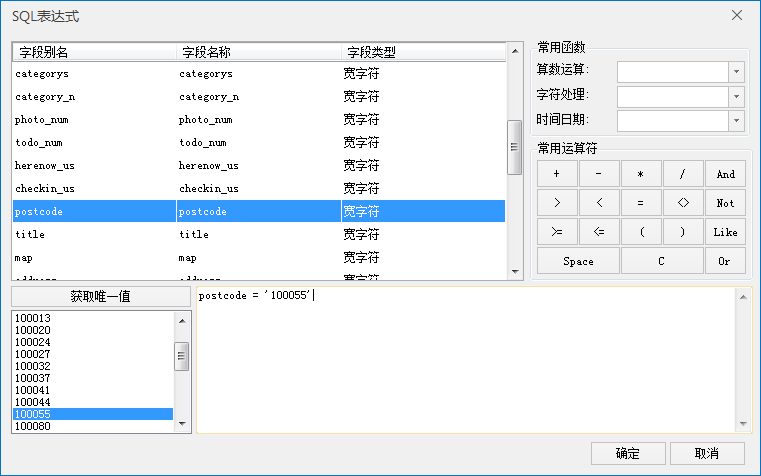 SQL表达式
字段别名 字段名称 字段类型
categorys categorys 宽字符
category_n category_n 宽字符
photo_num photo_num 宽字符
todo_num todo_num 宽字符
herenow_us herenow_us 宽字符
checkin_us checkin_us 宽字符
postcode postcode 宽字符
title title 宽字符
map map 宽字符
常用函数
算数运算：
字符处理：
时间日期：
常用运算符
+ - * / And
> < = <> Not
>= <= ( ) Like
Space C Or
获取唯一值
100013
100020
100024
100027
100032
100037
100041
100044
100055
100080
postcode = '100055'
确定 取消